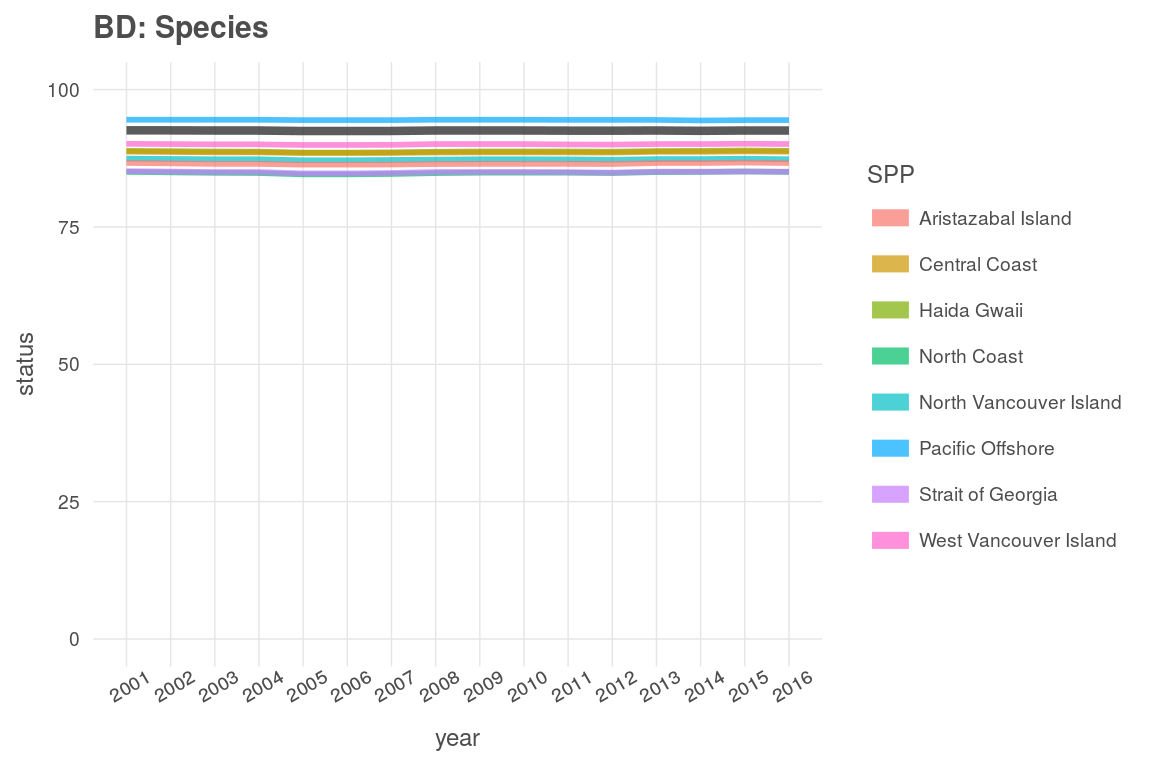 BD: Species
100
75
50
25
0
status
2001 2002 2003 2004 2005 2006 2007 2008 2009 2010 2011 2012 2013 2014 2015 2016
year
SPP
Aristazabal Island
Central Coast
Haida Gwaii
North Coast
North Vancouver Island
Pacific Offshore
Strait of Georgia
West Vancouver Island